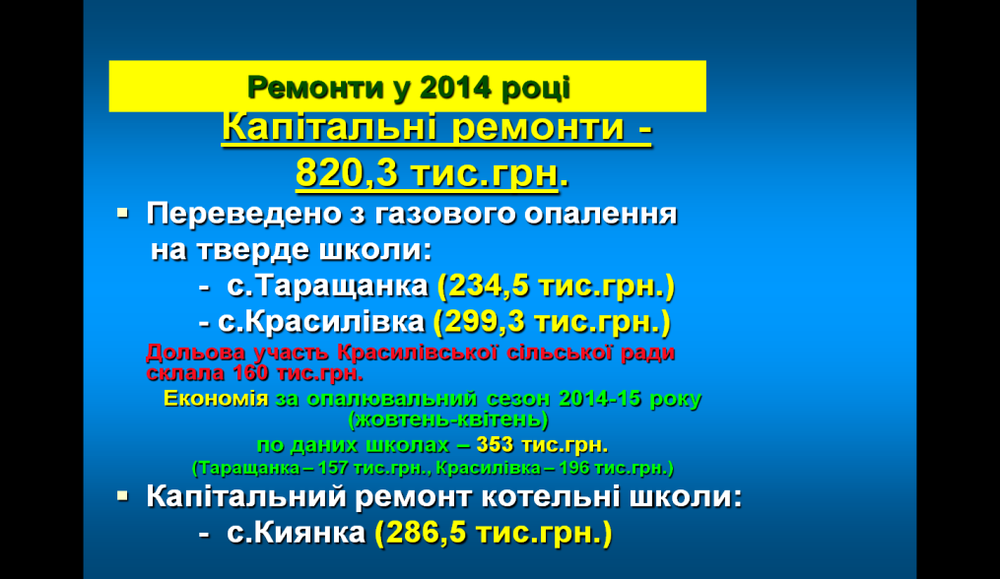 Ремонти у 2014 році
Капітальні ремонти -
820,3 тис.грн.
▪ Переведено з газового опалення
на тверде школи:
- с.Таращанка (234,5 тис.грн.)
- с.Красилівка (299,3 тис.грн.)
Дольова участь Красилівської сільської ради
склала 160 тис.грн.
Економія за опалювальний сезон 2014-15 року
(жовтень-квітень)
по даних школах – 353 тис.грн.
(Таращанка – 157 тис.грн., Красилівка – 196 тис.грн.)
▪ Капітальний ремонт котельні школи:
- с.Киянка (286,5 тис.грн.)